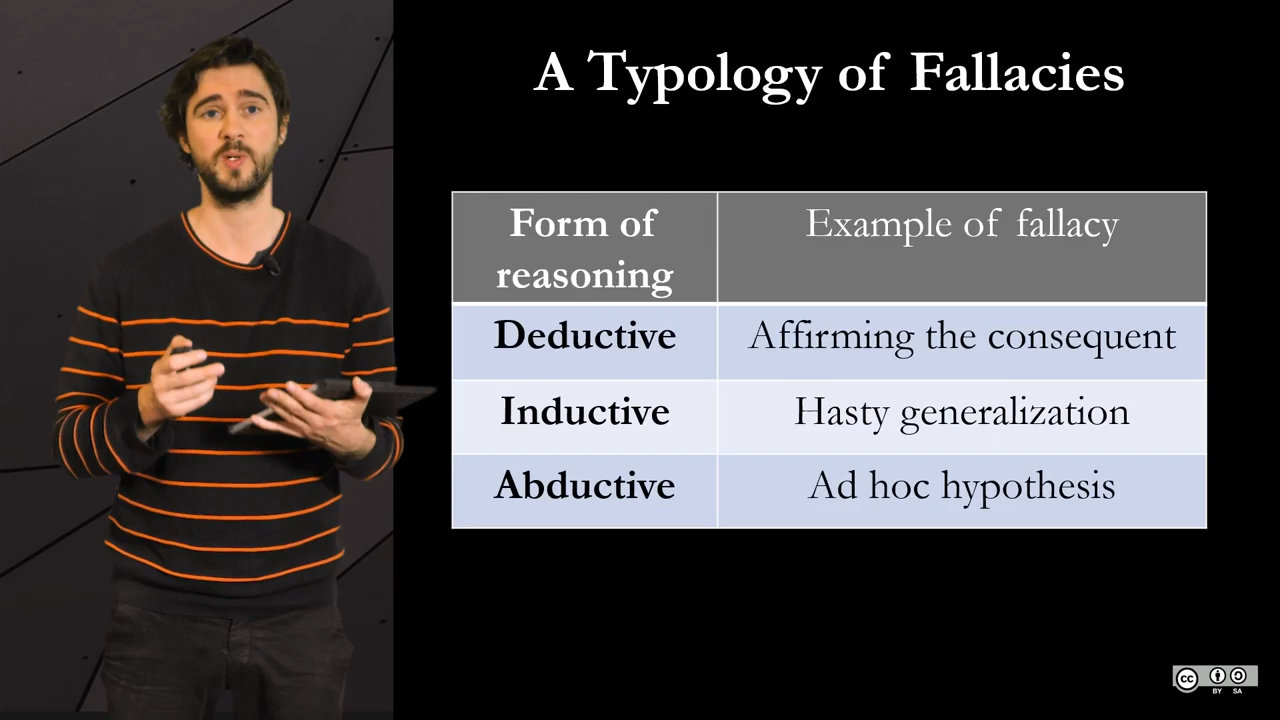 A Typology of Fallacies
Form of
reasoning
Example of fallacy
Deductive
Affirming the consequent
Inductive
Hasty generalization
Abductive
Ad hoc hypothesis
cc
BY SA